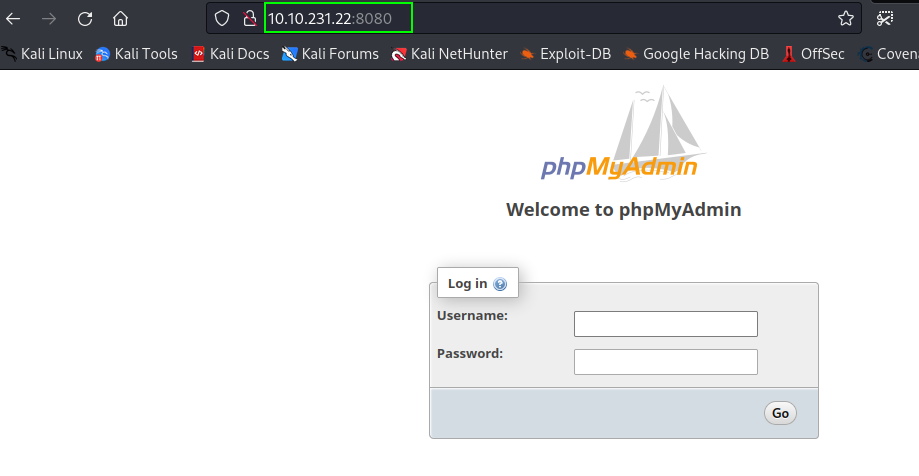 10.10.231.22:8080
Kali Linux Kali Tools Kali Docs Kali Forums Kali NetHunter Exploit-DB Google Hacking DB OffSec Coven
phpMyAdmin
Welcome to phpMyAdmin
Log in
Username:
Password:
Go